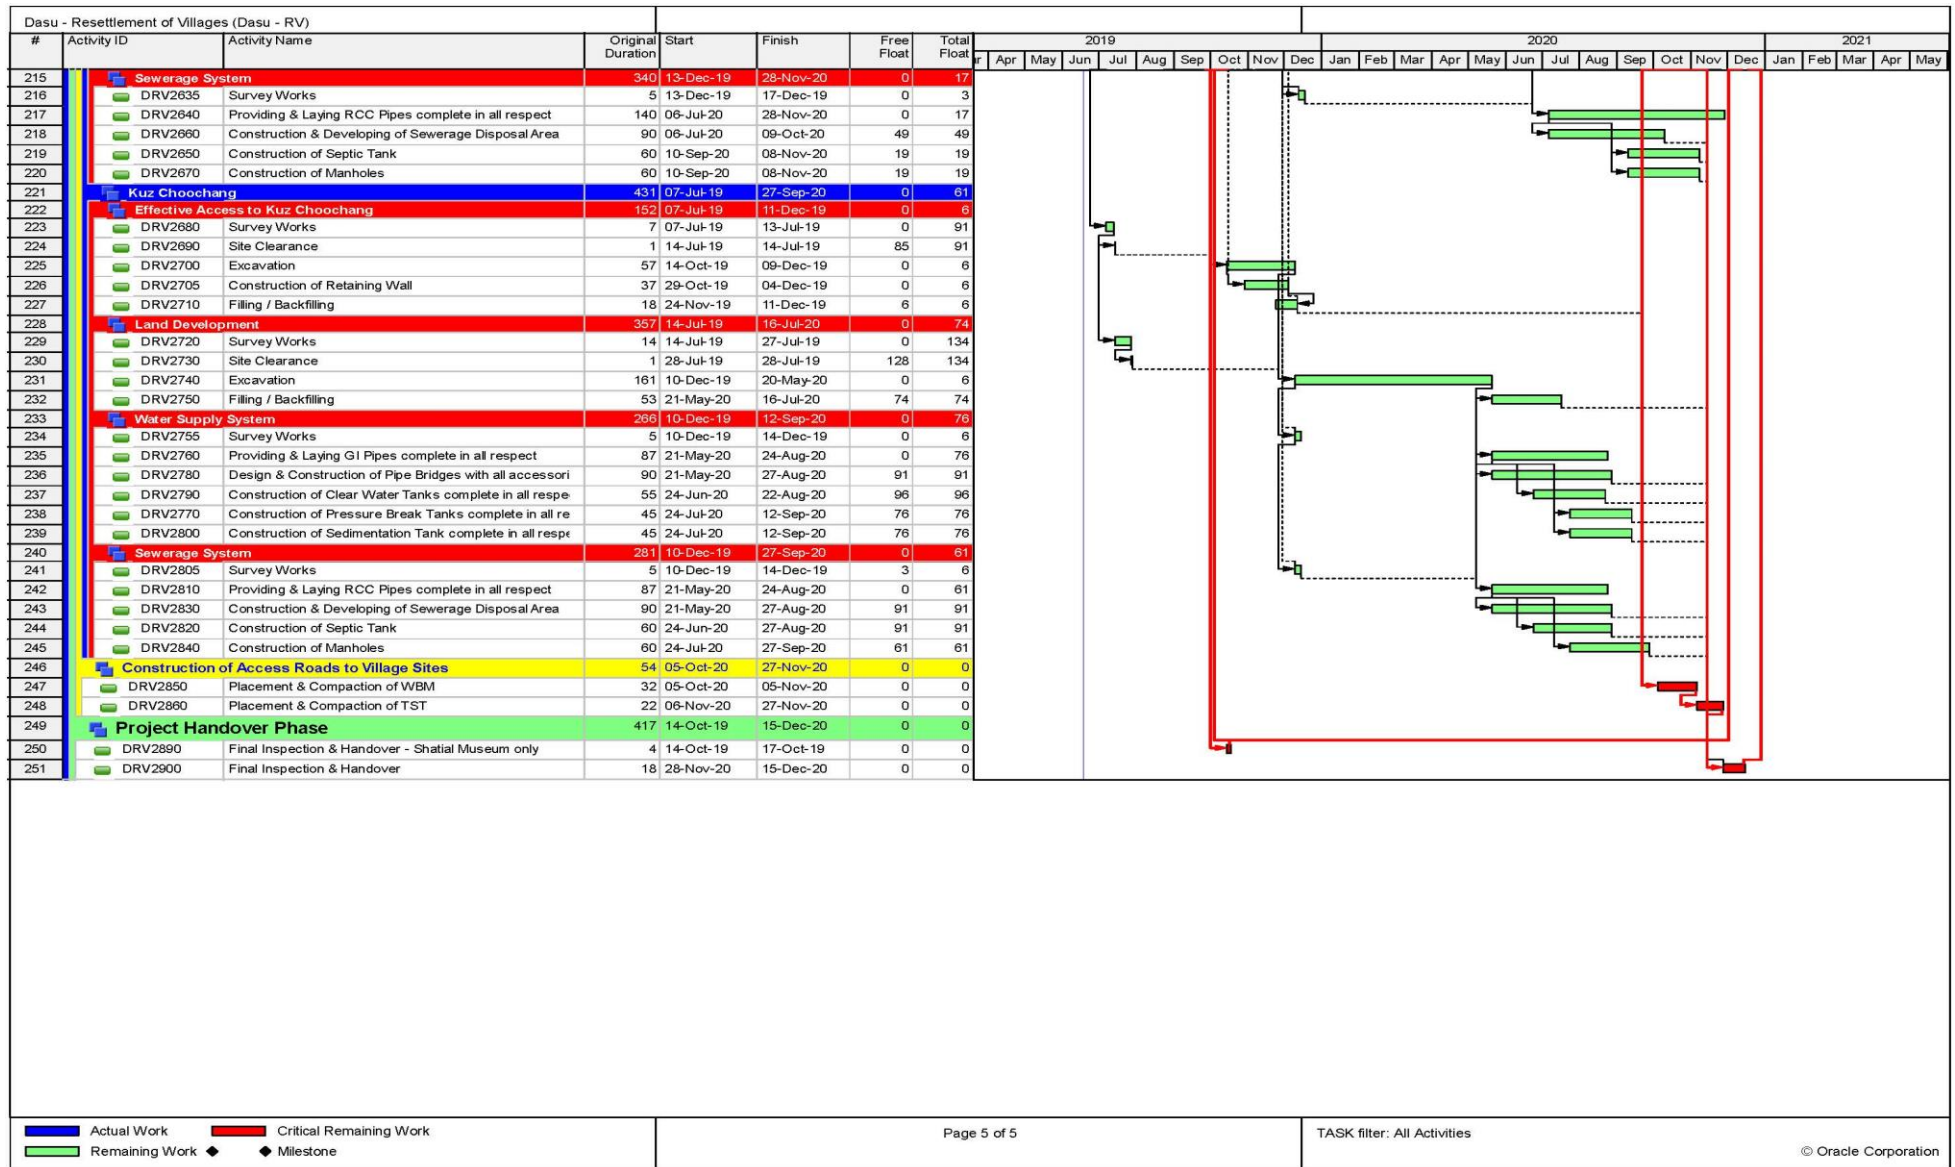 Dasu - Resettlement of Villages (Dasu - RV)
# Activity ID Activity Name Original Duration Start Finish Free Float Total Float 2019 2020 2021
Apr May Jun Jul Aug Sep Oct Nov Dec Jan Feb Mar Apr May Jun Jul Aug Sep Oct Nov Dec Jan Feb Mar Apr May
215 Sewerage System 340 13-Dec-19 28-Nov-20 0 17
216 DRV2635 Survey Works 5 13-Dec-19 17-Dec-19 0 3
217 DRV2640 Providing & Laying RCC Pipes complete in all respect 140 06-Jul-20 28-Nov-20 0 17
218 DRV2660 Construction & Developing of Sewerage Disposal Area 90 06-Jul-20 09-Oct-20 49 49
219 DRV2650 Construction of Septic Tank 60 10-Sep-20 08-Nov-20 19 19
220 DRV2670 Construction of Manholes 60 10-Sep-20 08-Nov-20 19 19
221 Kuz Choochang 431 07-Jul-19 27-Sep-20 0 61
222 Effective Access to Kuz Choochang 152 07-Jul-19 11-Dec-19 0 6
223 DRV2680 Survey Works 7 07-Jul-19 13-Jul-19 0 91
224 DRV2690 Site Clearance 1 14-Jul-19 14-Jul-19 85 91
225 DRV2700 Excavation 57 14-Oct-19 09-Dec-19 0 6
226 DRV2705 Construction of Retaining Wall 37 29-Oct-19 04-Dec-19 0 6
227 DRV2710 Filling / Backfilling 18 24-Nov-19 11-Dec-19 6 6
228 Land Development 357 14-Jul-19 16-Jul-20 0 74
229 DRV2720 Survey Works 14 14-Jul-19 27-Jul-19 0 134
230 DRV2730 Site Clearance 1 28-Jul-19 28-Jul-19 128 134
231 DRV2740 Excavation 161 10-Dec-19 20-May-20 0 6
232 DRV2750 Filling / Backfilling 53 21-May-20 16-Jul-20 74 74
233 Water Supply System 266 10-Dec-19 12-Sep-20 0 76
234 DRV2755 Survey Works 5 10-Dec-19 14-Dec-19 0 6
235 DRV2760 Providing & Laying GI Pipes complete in all respect 87 21-May-20 24-Aug-20 0 76
236 DRV2780 Design & Construction of Pipe Bridges with all accessori 90 21-May-20 27-Aug-20 91 91
237 DRV2790 Construction of Clear Water Tanks complete in all respe 55 24-Jun-20 22-Aug-20 96 96
238 DRV2770 Construction of Pressure Break Tanks complete in all re 45 24-Jul-20 12-Sep-20 76 76
239 DRV2800 Construction of Sedimentation Tank complete in all respe 45 24-Jul-20 12-Sep-20 76 76
240 Sewerage System 281 10-Dec-19 27-Sep-20 0 61
241 DRV2805 Survey Works 5 10-Dec-19 14-Dec-19 3 6
242 DRV2810 Providing & Laying RCC Pipes complete in all respect 87 21-May-20 24-Aug-20 0 61
243 DRV2830 Construction & Developing of Sewerage Disposal Area 90 21-May-20 27-Aug-20 91 91
244 DRV2820 Construction of Septic Tank 60 24-Jun-20 27-Aug-20 91 91
245 DRV2840 Construction of Manholes 60 24-Jul-20 27-Sep-20 61 61
246 Construction of Access Roads to Village Sites 54 05-Oct-20 27-Nov-20 0 0
247 DRV2850 Placement & Compaction of WBM 32 05-Oct-20 05-Nov-20 0 0
248 DRV2860 Placement & Compaction of TST 22 06-Nov-20 27-Nov-20 0 0
249 Project Handover Phase 417 14-Oct-19 15-Dec-20 0 0
250 DRV2890 Final Inspection & Handover - Shatial Museum only 4 14-Oct-19 17-Oct-19 0 0
251 DRV2900 Final Inspection & Handover 18 28-Nov-20 15-Dec-20 0 0
Actual Work Critical Remaining Work Page 5 of 5 TASK filter: All Activities
Remaining Work Milestone © Oracle Corporation